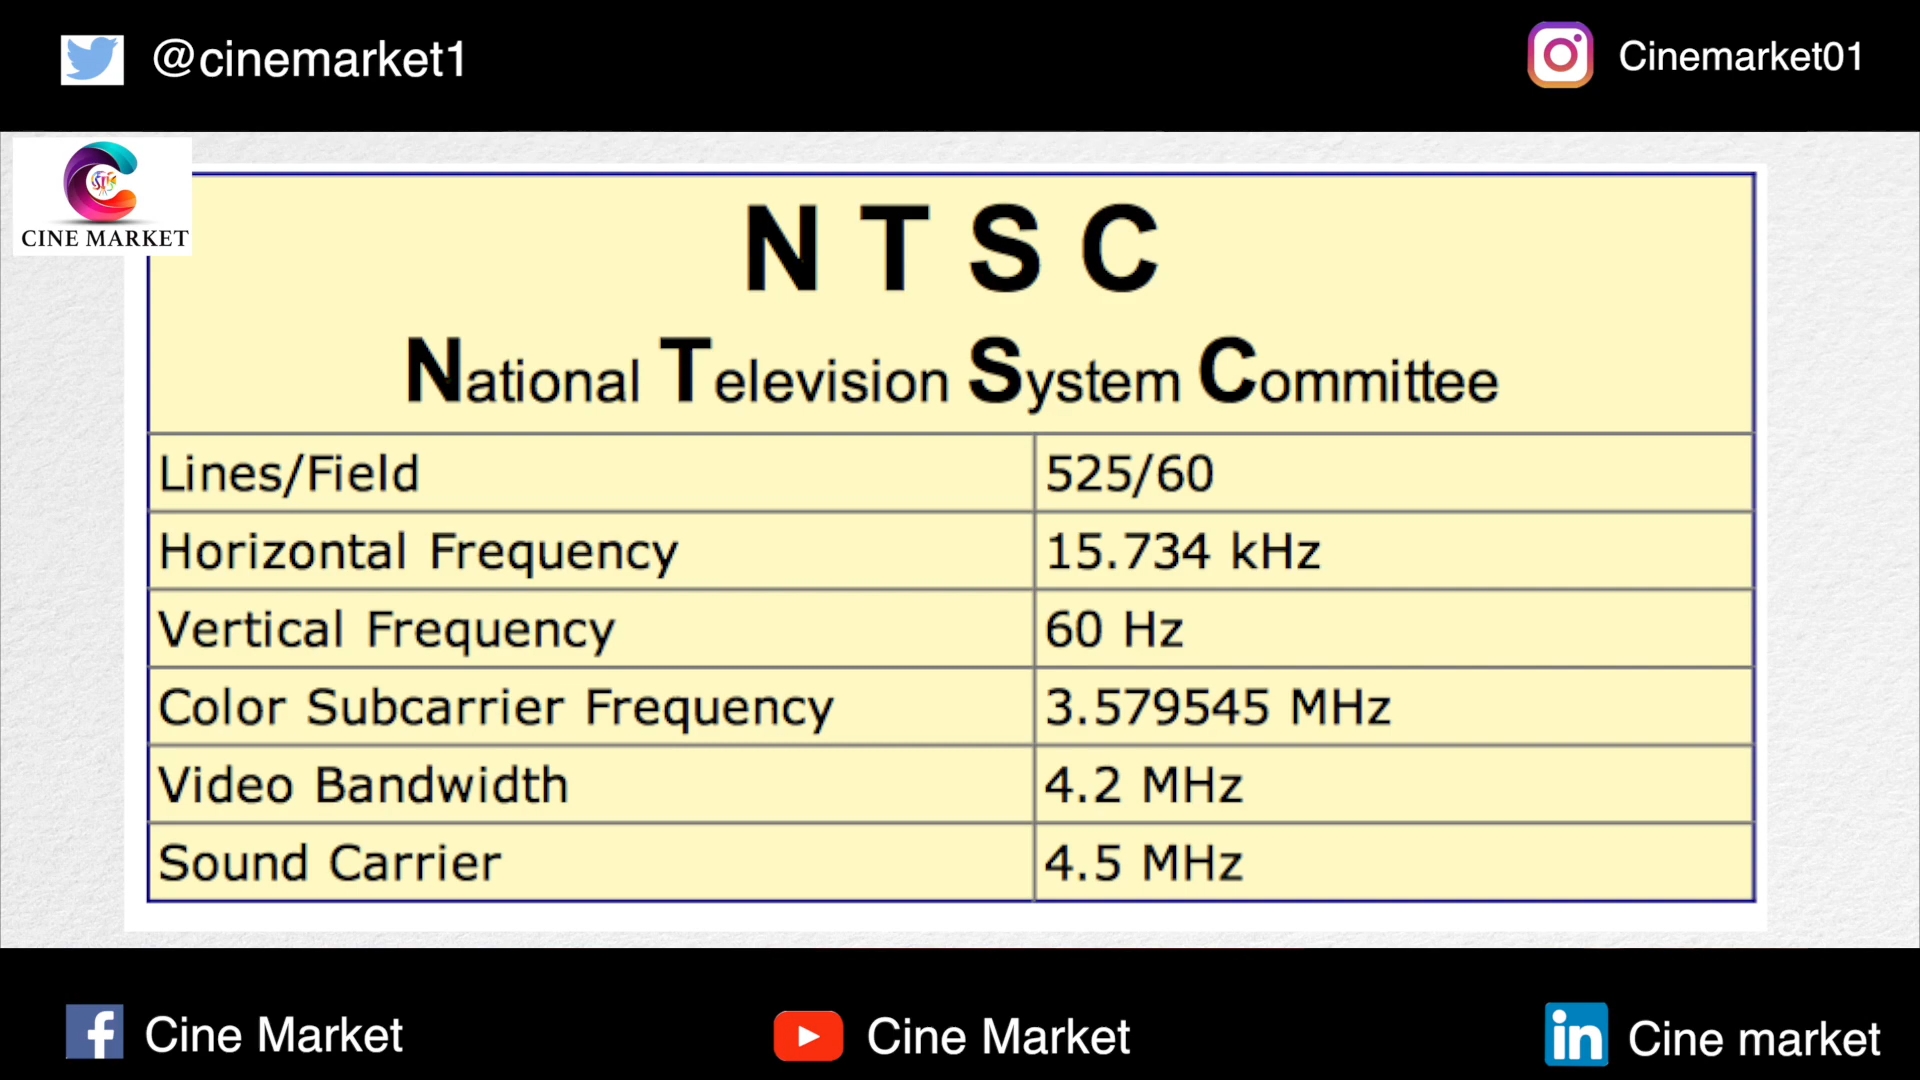 @cinemarket1
Cinemarket01
CINE MARKET
N T S C
National Television System Committee
Lines/Field 525/60
Horizontal Frequency 15.734 kHz
Vertical Frequency 60 Hz
Color Subcarrier Frequency 3.579545 MHz
Video Bandwidth 4.2 MHz
Sound Carrier 4.5 MHz
Cine Market
Cine Market
Cine market